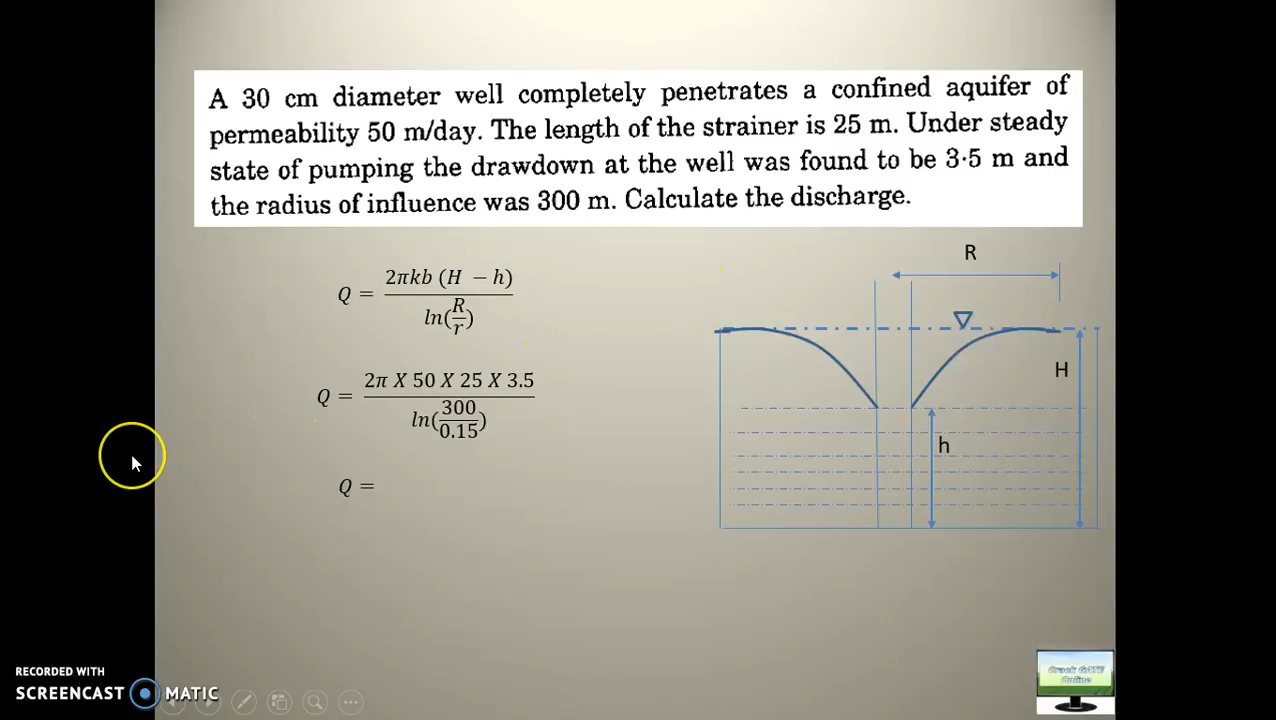 A 30 cm diameter well completely penetrates a confined aquifer of
permeability 50 m/day. The length of the strainer is 25 m. Under steady
state of pumping the drawdown at the well was found to be 3·5 m and
the radius of influence was 300 m. Calculate the discharge.
Q = 2πkb (H − h) / ln(R/r)
Q = 2π X 50 X 25 X 3.5 / ln(300/0.15)
Q =
R
H
h
RECORDED WITH
SCREENCAST MATIC
Crack GATE
Online